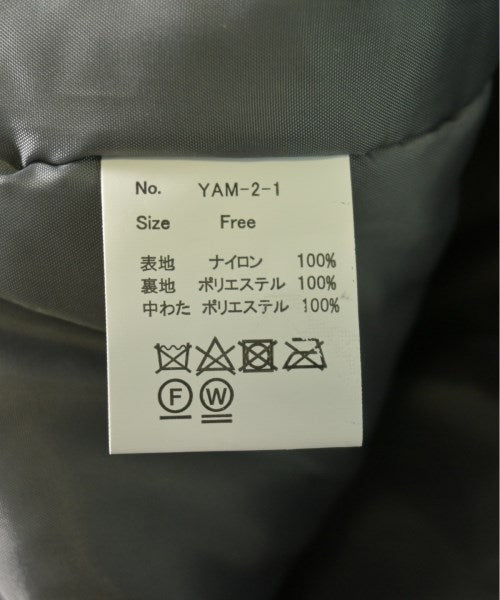 No. YAM-2-1
Size Free
表地 ナイロン 100%
裏地 ポリエステル 100%
中わた ポリエステル 100%
F W